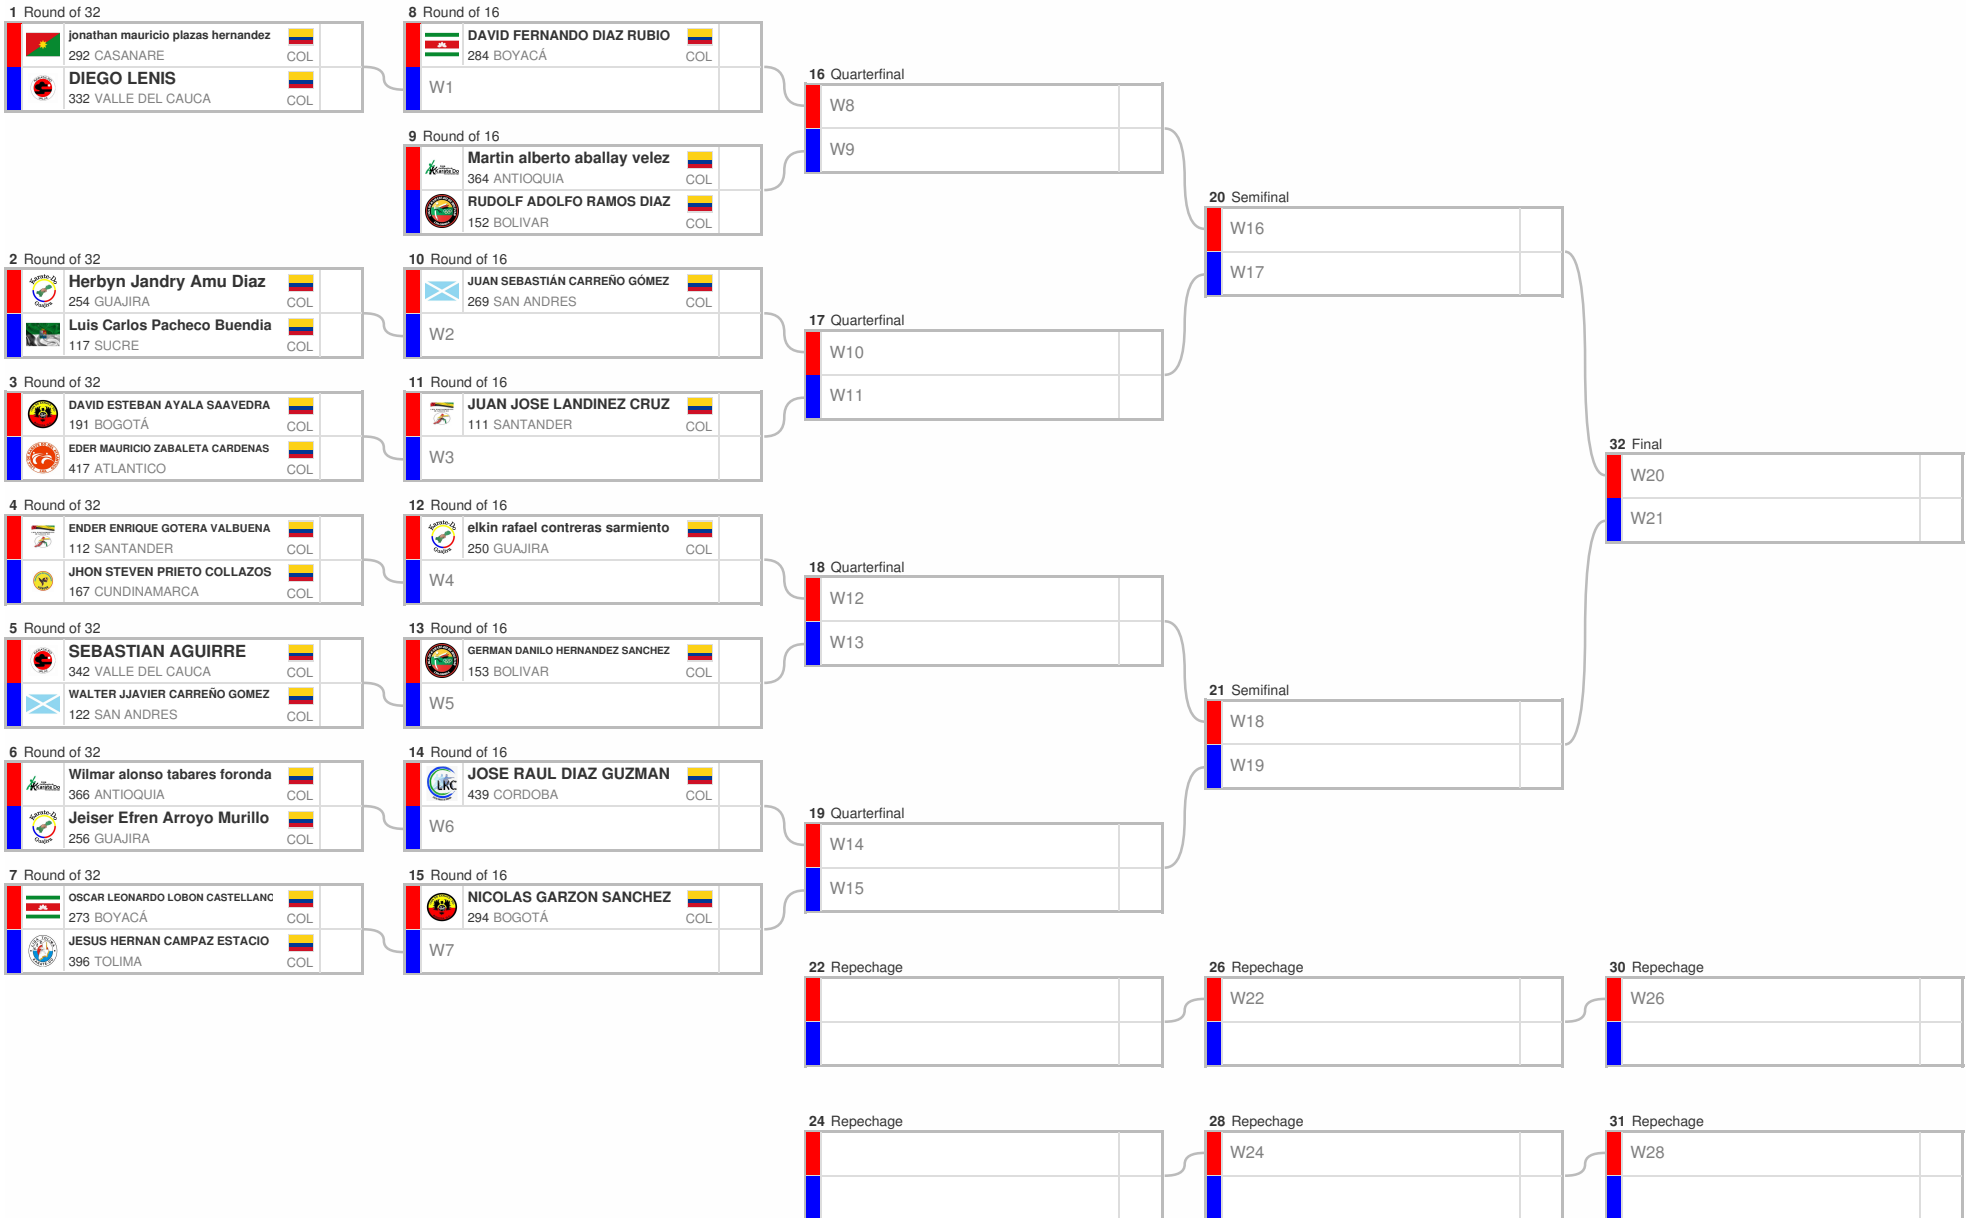 1 Round of 32
jonathan mauricio plazas hernandez
292 CASANARE
COL
DIEGO LENIS
332 VALLE DEL CAUCA
COL
2 Round of 32
Herbyn Jandry Amu Diaz
254 GUAJIRA
COL
Luis Carlos Pacheco Buendia
117 SUCRE
COL
3 Round of 32
DAVID ESTEBAN AYALA SAAVEDRA
191 BOGOTÁ
COL
EDER MAURICIO ZABALETA CARDENAS
417 ATLANTICO
COL
4 Round of 32
ENDER ENRIQUE GOTERA VALBUENA
112 SANTANDER
COL
JHON STEVEN PRIETO COLLAZOS
167 CUNDINAMARCA
COL
5 Round of 32
SEBASTIAN AGUIRRE
342 VALLE DEL CAUCA
COL
WALTER JJAVIER CARREÑO GOMEZ
122 SAN ANDRES
COL
6 Round of 32
Wilmar alonso tabares foronda
366 ANTIOQUIA
COL
Jeiser Efren Arroyo Murillo
256 GUAJIRA
COL
7 Round of 32
OSCAR LEONARDO LOBON CASTELLANO
273 BOYACÁ
COL
JESUS HERNAN CAMPAZ ESTACIO
396 TOLIMA
COL
8 Round of 16
DAVID FERNANDO DIAZ RUBIO
284 BOYACÁ
COL
W1
9 Round of 16
Martin alberto aballay velez
364 ANTIOQUIA
COL
RUDOLF ADOLFO RAMOS DIAZ
152 BOLIVAR
COL
10 Round of 16
JUAN SEBASTIÁN CARREÑO GÓMEZ
269 SAN ANDRES
COL
W2
11 Round of 16
JUAN JOSE LANDINEZ CRUZ
111 SANTANDER
COL
W3
12 Round of 16
elkin rafael contreras sarmiento
250 GUAJIRA
COL
W4
13 Round of 16
GERMAN DANILO HERNANDEZ SANCHEZ
153 BOLIVAR
COL
W5
14 Round of 16
LKC
JOSE RAUL DIAZ GUZMAN
439 CORDOBA
COL
W6
15 Round of 16
NICOLAS GARZON SANCHEZ
294 BOGOTÁ
COL
W7
16 Quarterfinal
W8
W9
17 Quarterfinal
W10
W11
18 Quarterfinal
W12
W13
19 Quarterfinal
W14
W15
20 Semifinal
W16
W17
21 Semifinal
W18
W19
32 Final
W20
W21
22 Repechage
26 Repechage
W22
30 Repechage
W26
24 Repechage
28 Repechage
W24
31 Repechage
W28